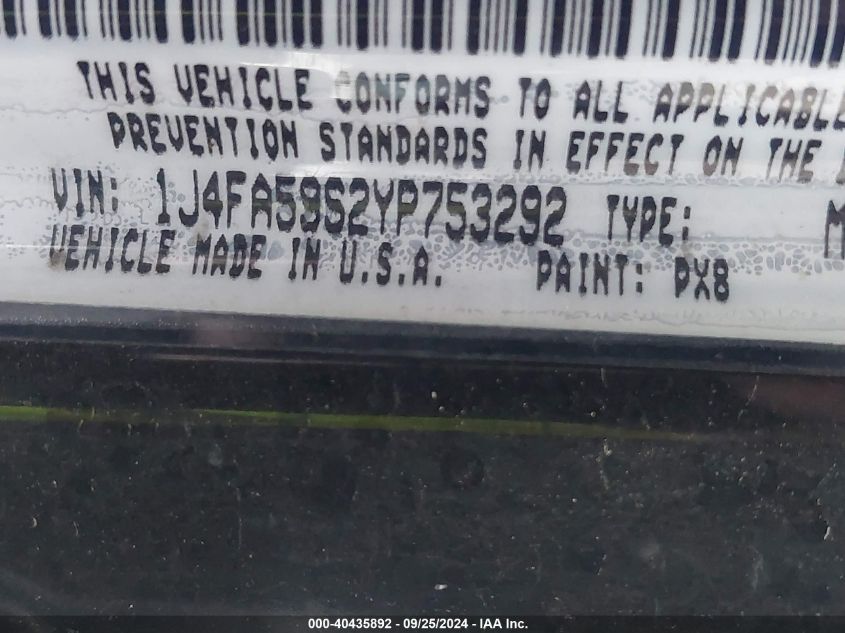 THIS VEHICLE CONFORMS TO ALL APPLICABLE
PREVENTION STANDARDS IN EFFECT ON THE
VIN: 1J4FA59S2YP753292 TYPE: M
VEHICLE MADE IN U.S.A. PAINT: PX8
000-40435892 - 09/25/2024 - IAA Inc.